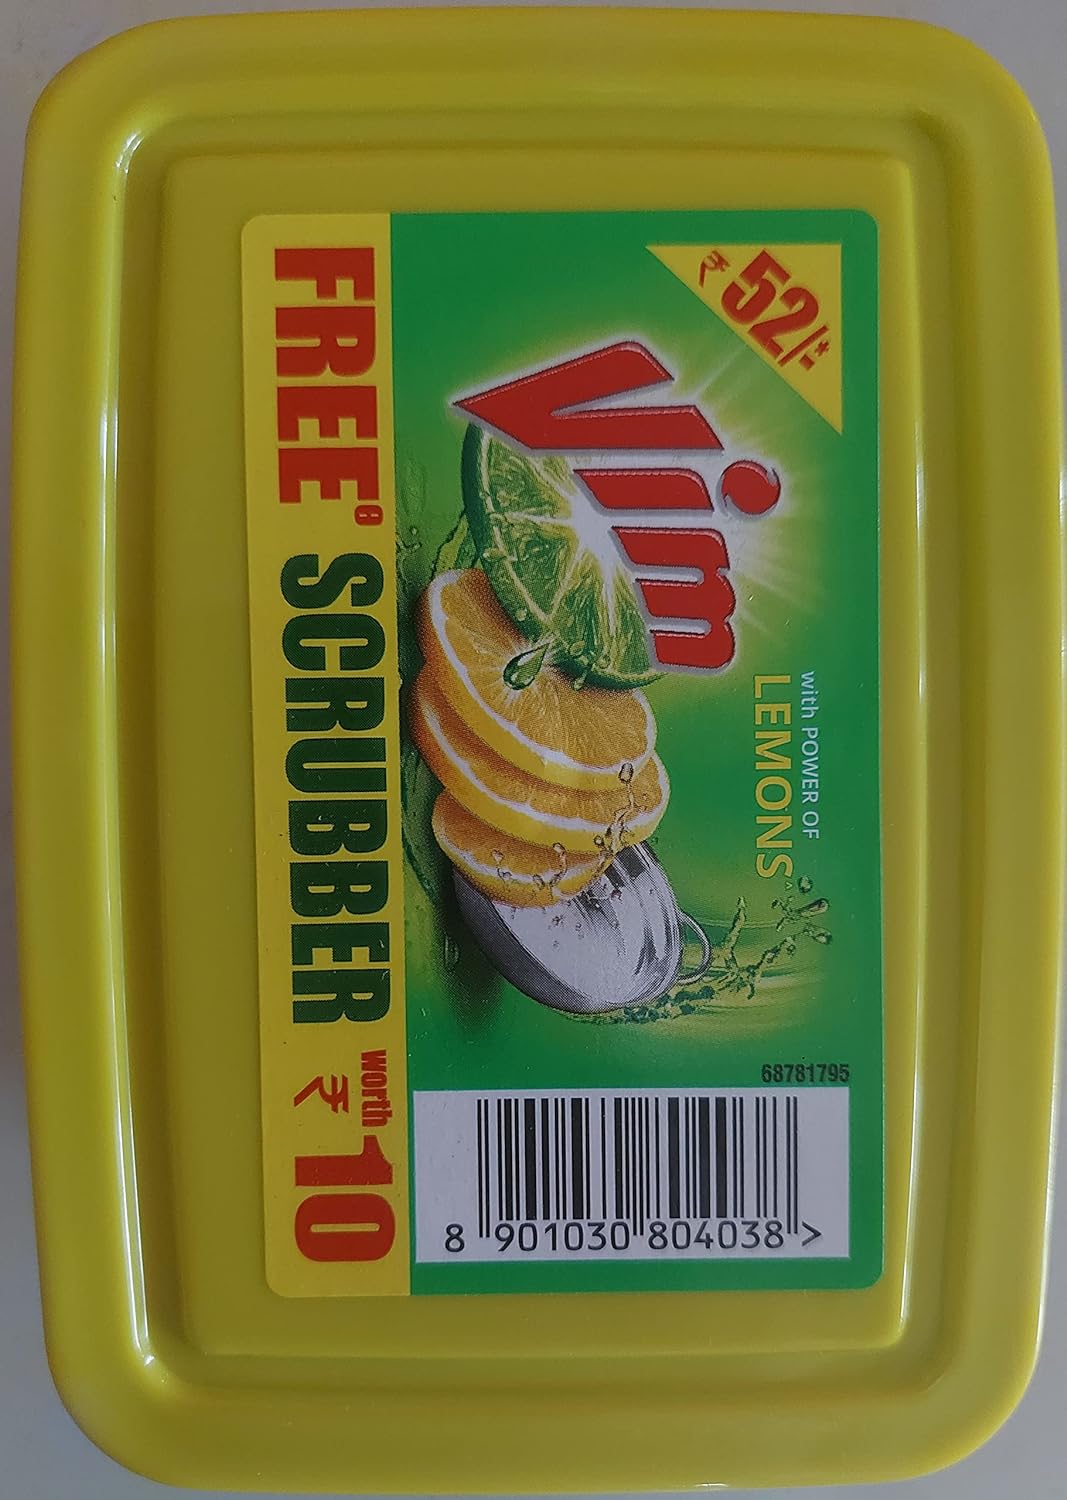 ₹ 52/-*
Vim
with POWER OF
LEMONS^
68781795
8 901030 804038 >
FREE@ SCRUBBER worth ₹ 10